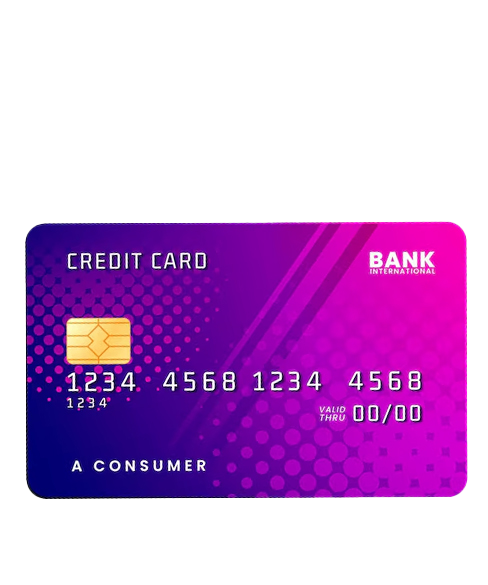 CREDIT CARD
BANK
INTERNATIONAL
1234 4568 1234 4568
1234
VALID
THRU 00/00
A CONSUMER